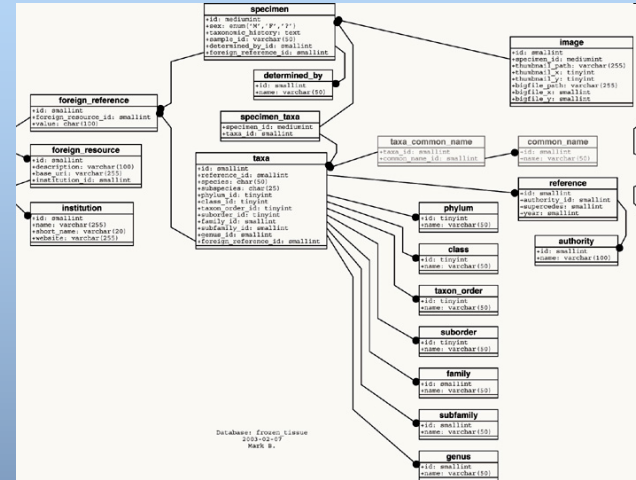 specimen
+id: mediumint
+sex: enum('M','F','?')
+taxonomic_history: text
+sample_id: varchar(50)
+determined_by_id: smallint
+foreign_reference_id: smallint
determined_by
+id: smallint
+name: varchar(50)
image
+id: smallint
+specimen_id: mediumint
+thumbnail_path: varchar(255)
+thumbnail_x: tinyint
+thumbnail_y: tinyint
+bigfile_path: varchar(255)
+bigfile_x: smallint
+bigfile_y: smallint
foreign_reference
+id: smallint
+foreign_resource_id: smallint
+value: char(100)
specimen_taxa
+specimen_id: mediumint
+taxa_id: smallint
foreign_resource
+id: smallint
+description: varchar(100)
+base_url: varchar(255)
+institution_id: smallint
taxa_common_name
+taxa_id: smallint
+common_name_id: smallint
common_name
+id: smallint
+name: varchar(50)
taxa
+id: smallint
+reference_id: smallint
+species: char(50)
+subspecies: char(25)
+phylum_id: tinyint
+class_id: tinyint
+taxon_order_id: tinyint
+suborder_id: tinyint
+family_id: smallint
+subfamily_id: smallint
+genus_id: smallint
+foreign_reference_id: smallint
reference
+id: smallint
+authority_id: smallint
+supercedes: smallint
+year: smallint
institution
+id: smallint
+name: varchar(255)
+short_name: varchar(20)
+website: varchar(255)
phylum
+id: tinyint
+name: varchar(50)
authority
+id: smallint
+name: varchar(100)
class
+id: tinyint
+name: varchar(50)
taxon_order
+id: tinyint
+name: varchar(50)
suborder
+id: tinyint
+name: varchar(50)
family
+id: smallint
+name: varchar(50)
subfamily
+id: smallint
+name: varchar(50)
genus
+id: smallint
+name: varchar(50)
Database: frozen_tissue
2003-02-07
Mark B.